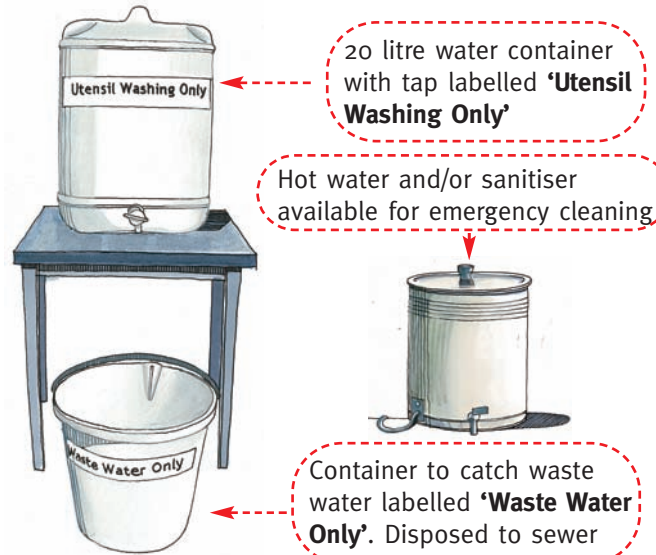 Utensil Washing Only
20 litre water container
with tap labelled ‘Utensil
Washing Only’
Hot water and/or sanitiser
available for emergency cleaning
Waste Water Only
Container to catch waste
water labelled ‘Waste Water
Only’. Disposed to sewer